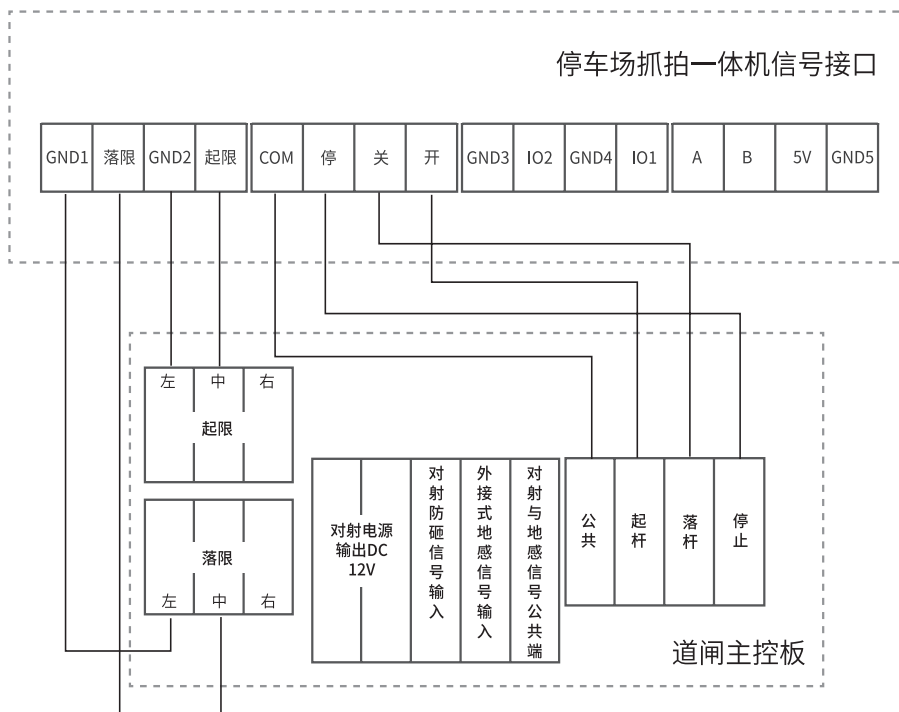 停车场抓拍一体机信号接口
GND1 落限 GND2 起限 COM 停 关 开 GND3 IO2 GND4 IO1 A B 5V GND5
左 中 右
起限
落限
左 中 右
对射电源
输出DC
12V
对射防砸信号输入
外接式地感信号输入
对射与地感信号公共端
公共
起杆
落杆
停止
道闸主控板